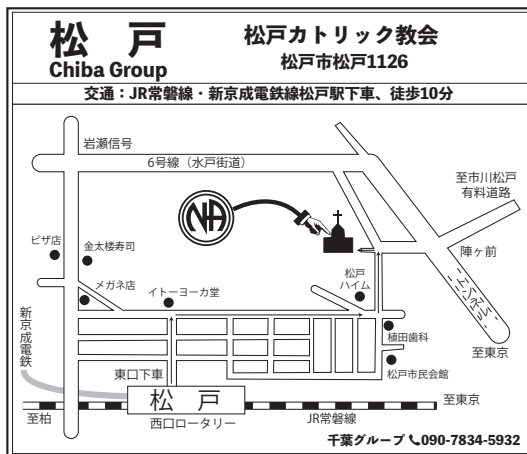 松戸
Chiba Group
松戸カトリック教会
松戸市松戸1126
交通：JR常磐線・新京成電鉄線松戸駅下車、徒歩10分
岩瀬信号
6号線（水戸街道）
至市川松戸
有料道路
NA
ピザ店
金太楼寿司
陣ヶ前
メガネ店
イトーヨーカ堂
松戸
ハイム
新京成電鉄
植田歯科
至東京
東口下車
松戸市民会館
松戸
至東京
至柏
西口ロータリー
JR常磐線
千葉グループ 090-7834-5932